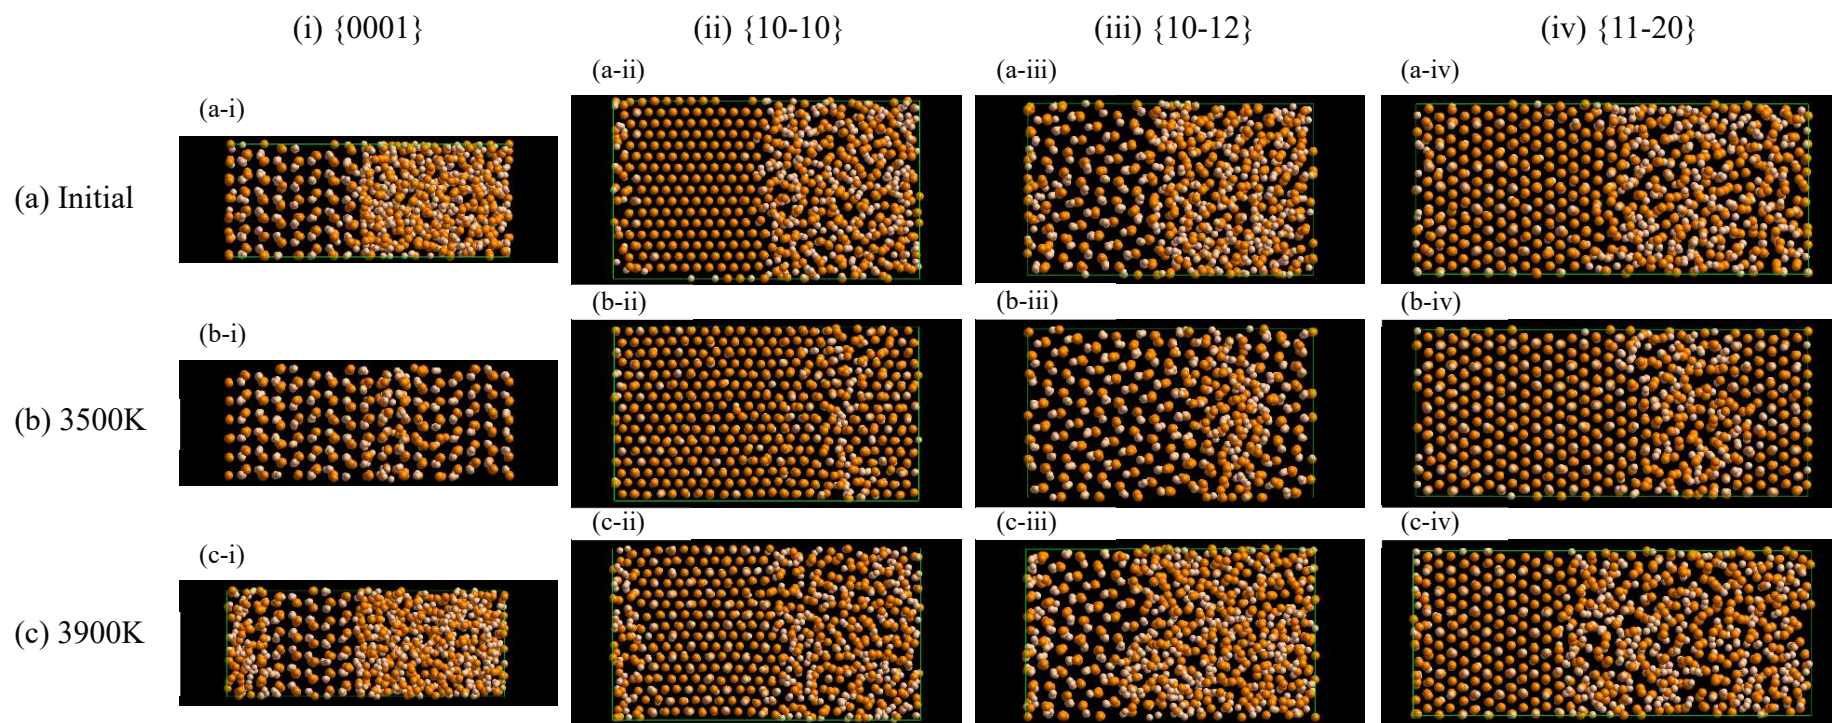 (i) {0001}
(ii) {10-10}
(iii) {10-12}
(iv) {11-20}
(a) Initial
(a-i)
(a-ii)
(a-iii)
(a-iv)
(b) 3500K
(b-i)
(b-ii)
(b-iii)
(b-iv)
(c) 3900K
(c-i)
(c-ii)
(c-iii)
(c-iv)